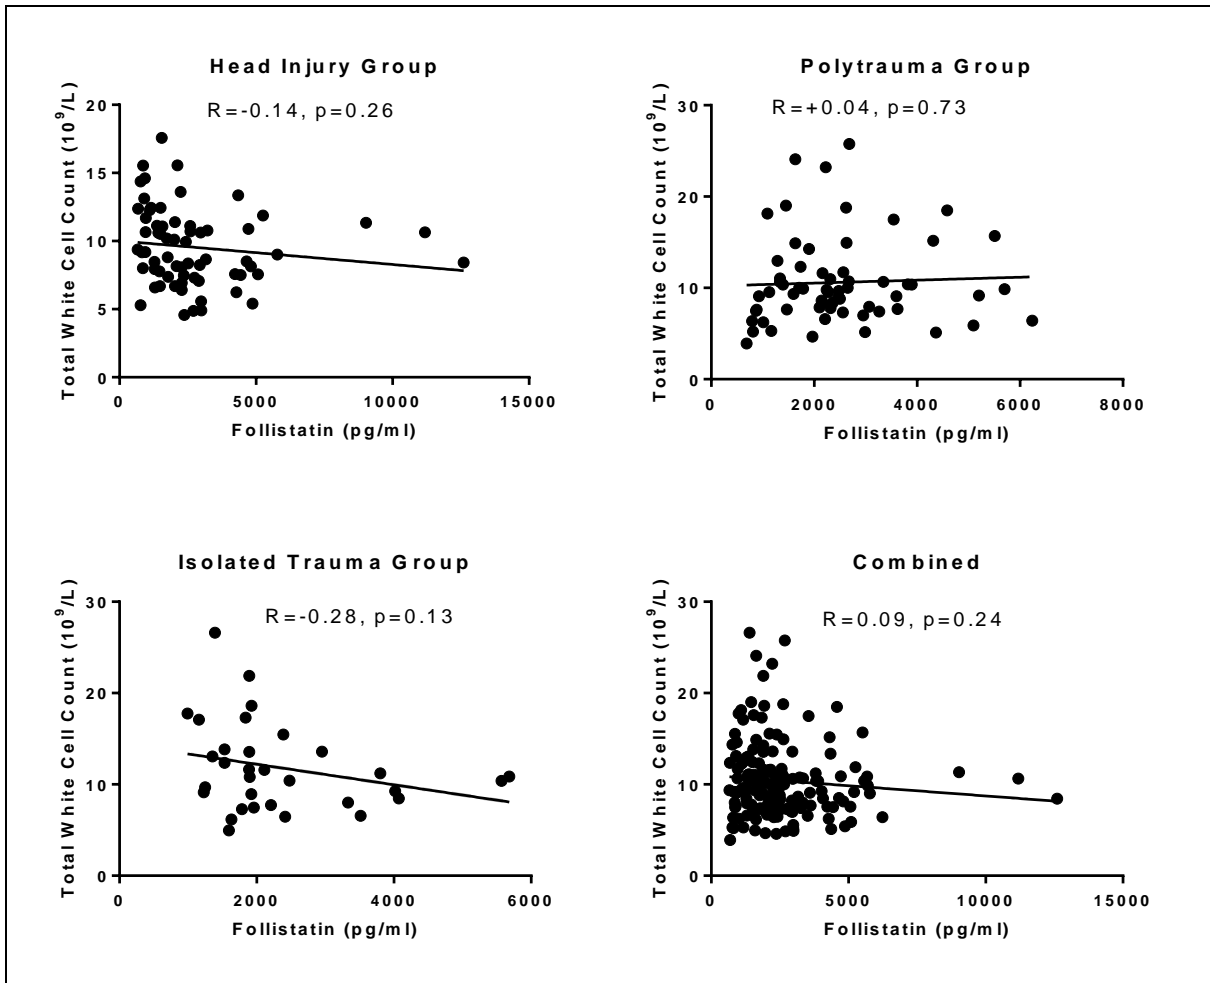 Head Injury Group
R=-0.14, p=0.26
Total White Cell Count (10^9/L)
20
15
10
5
0
0 5000 10000 15000
Follistatin (pg/ml)
Polytrauma Group
R=+0.04, p=0.73
Total White Cell Count (10^9/L)
30
20
10
0
0 2000 4000 6000 8000
Follistatin (pg/ml)
Isolated Trauma Group
R=-0.28, p=0.13
Total White Cell Count (10^9/L)
30
20
10
0
0 2000 4000 6000
Follistatin (pg/ml)
Combined
R=0.09, p=0.24
Total White Cell Count (10^9/L)
30
20
10
0
0 5000 10000 15000
Follistatin (pg/ml)